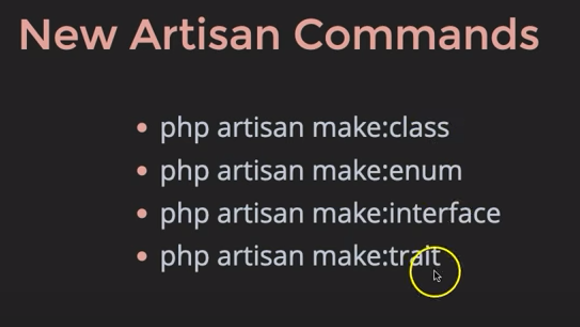 New Artisan Commands
• php artisan make:class
• php artisan make:enum
• php artisan make:interface
• php artisan make:trait